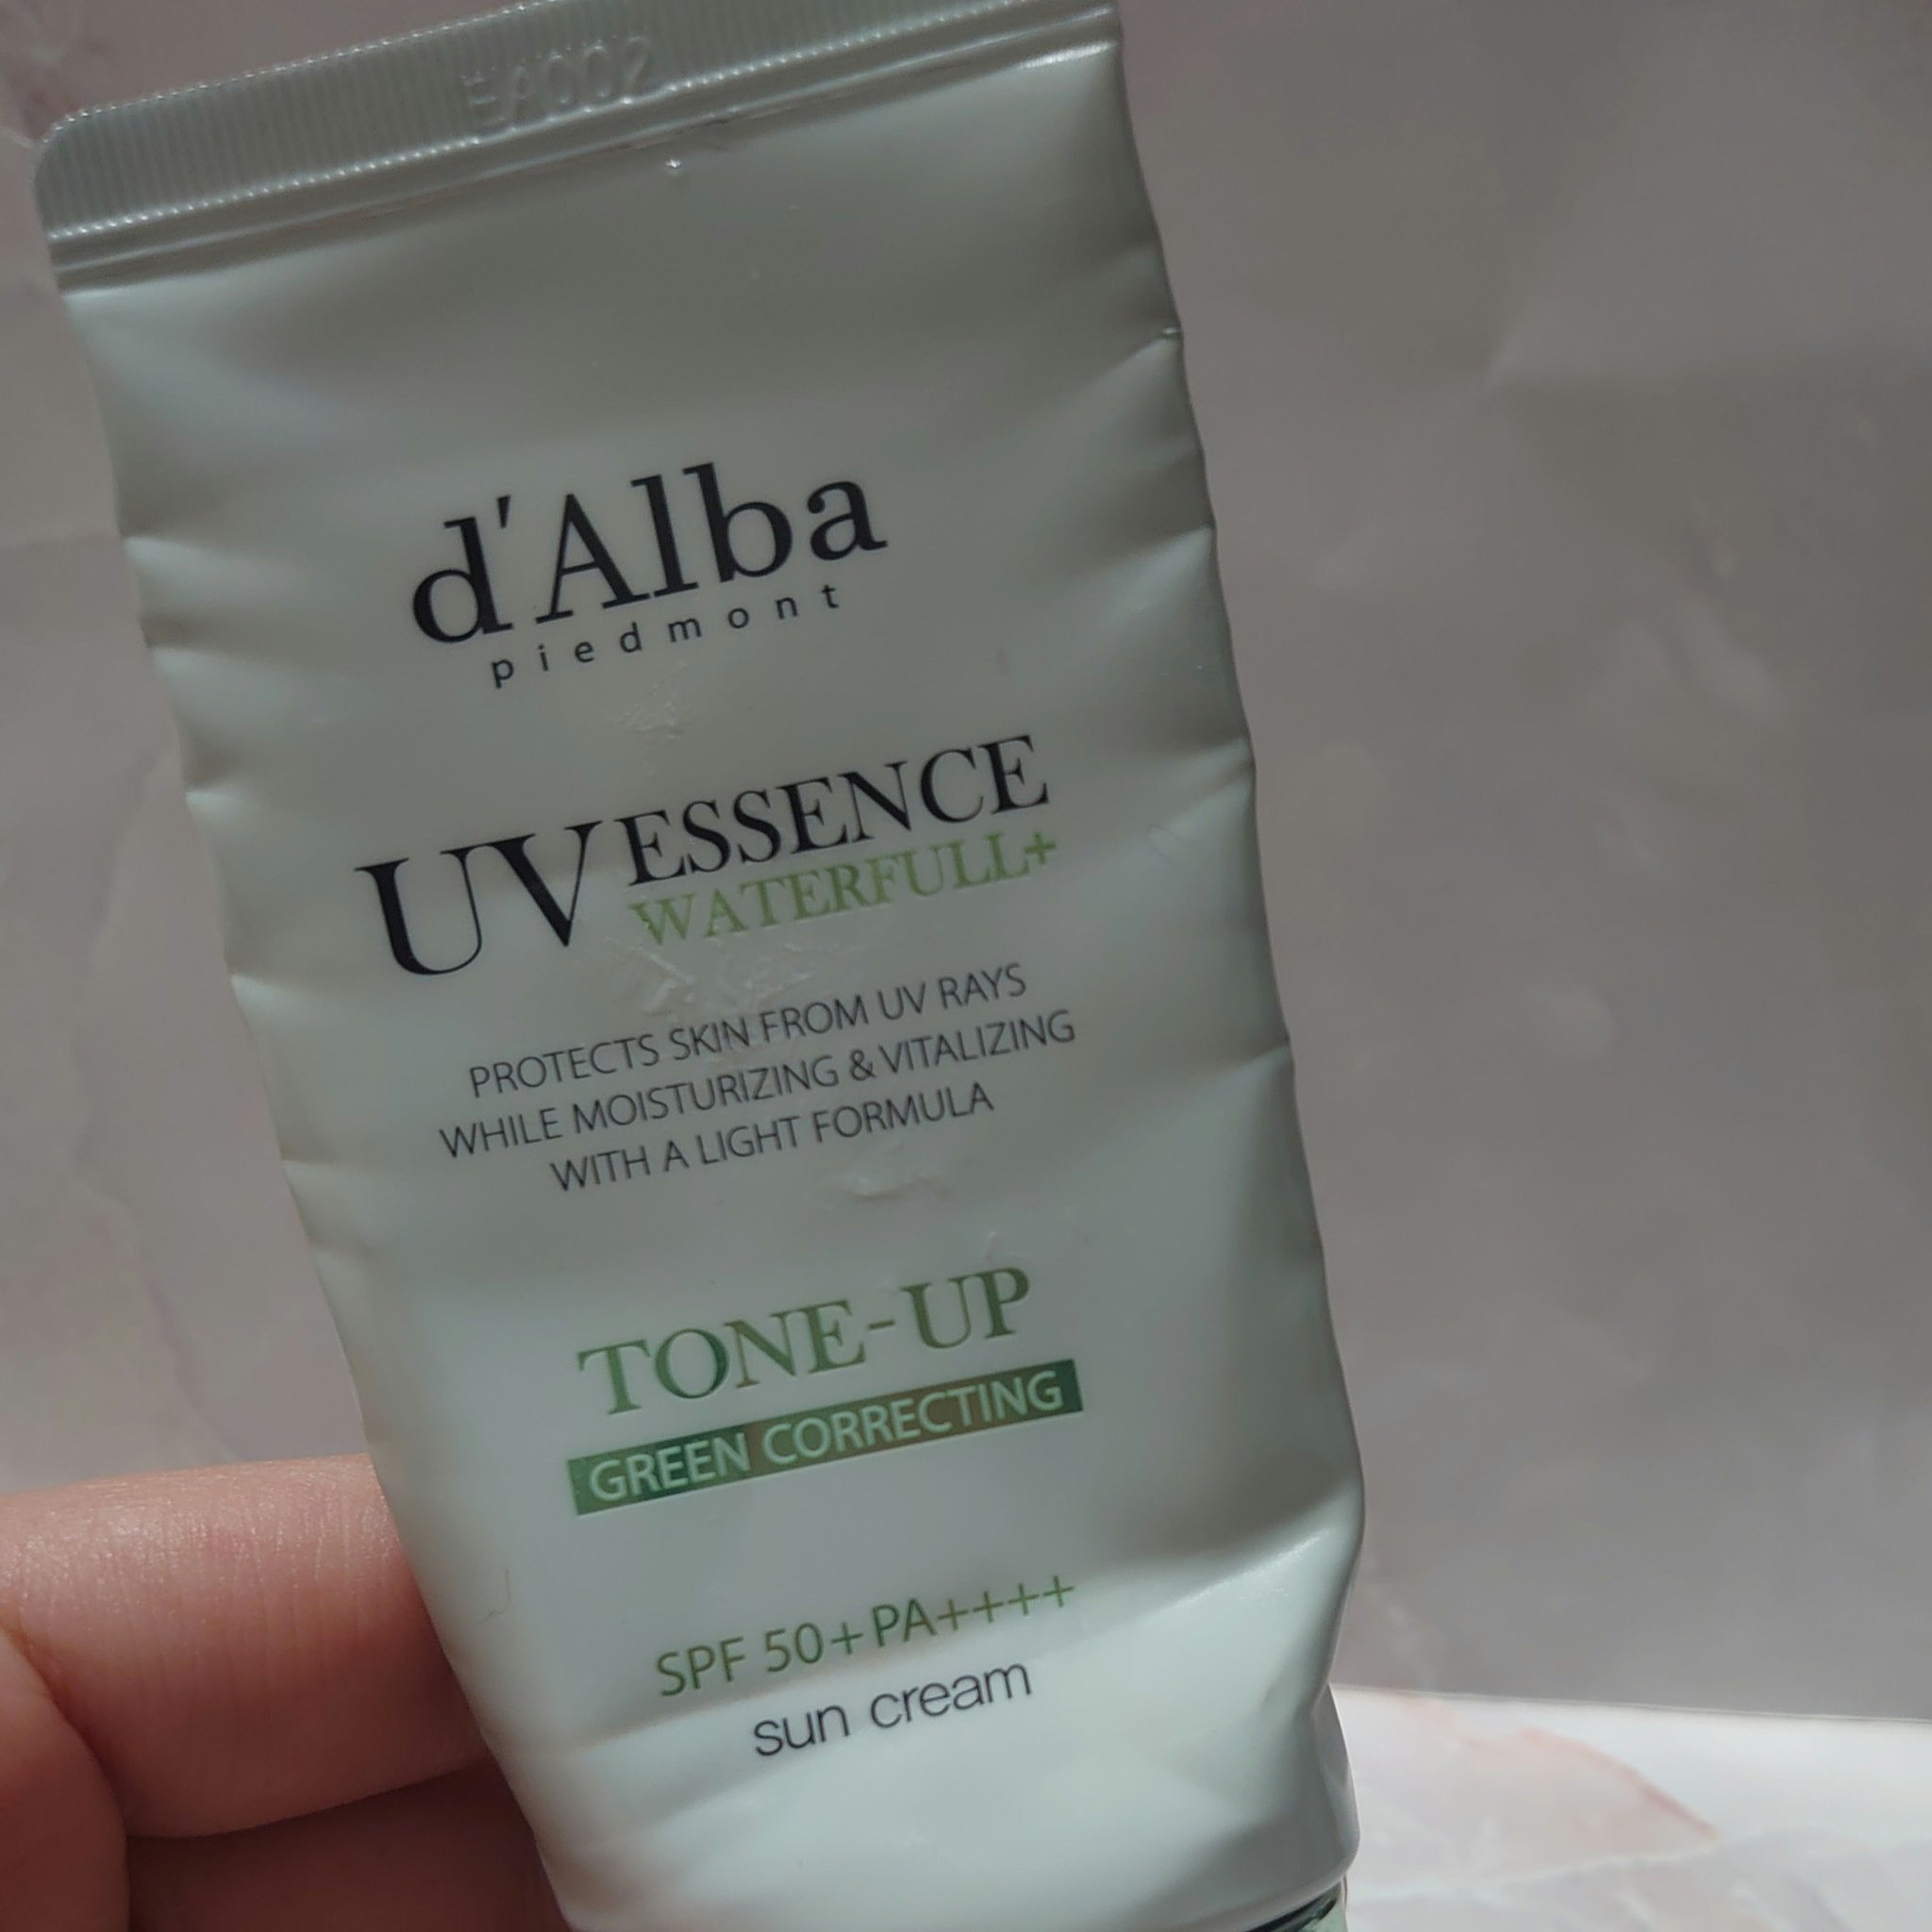 d'Alba
piedmont
UV ESSENCE
WATERFULL+
PROTECTS SKIN FROM UV RAYS
WHILE MOISTURIZING & VITALIZING
WITH A LIGHT FORMULA
TONE-UP
GREEN CORRECTING
SPF 50+ PA++++
sun cream